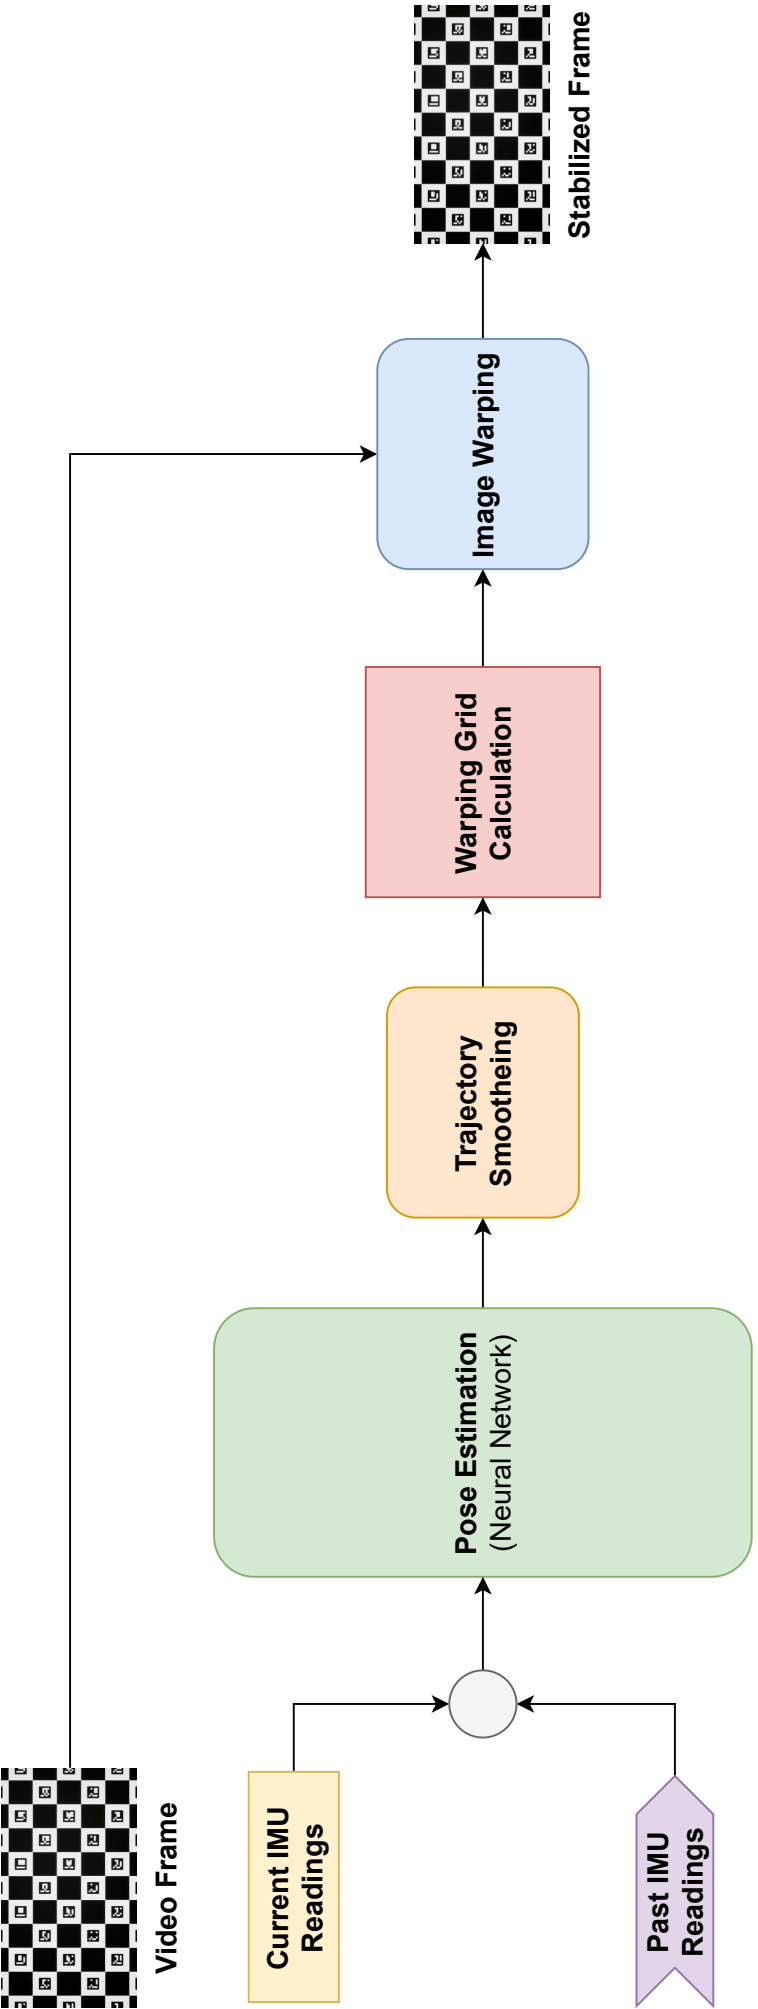 Video Frame
Current IMU
Readings
Past IMU
Readings
Pose Estimation
(Neural Network)
Trajectory
Smootheing
Warping Grid
Calculation
Image Warping
Stabilized Frame